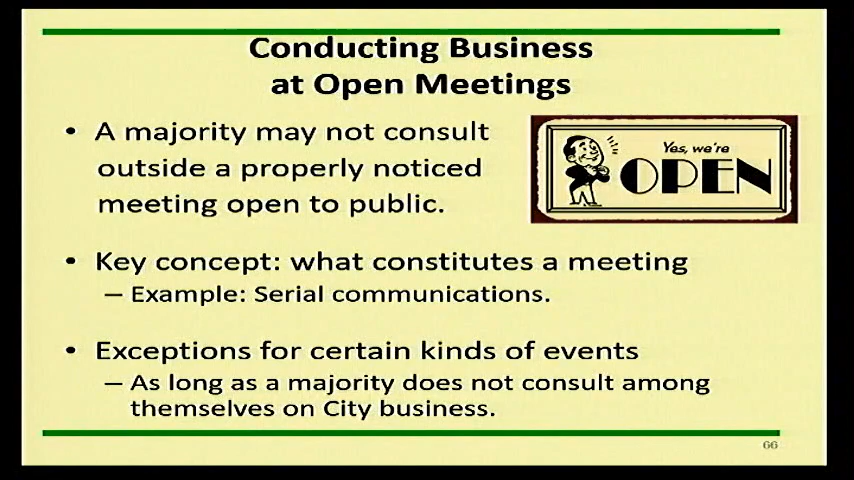 Conducting Business
at Open Meetings
• A majority may not consult
outside a properly noticed
meeting open to public.
Yes, we're
OPEN
• Key concept: what constitutes a meeting
– Example: Serial communications.
• Exceptions for certain kinds of events
– As long as a majority does not consult among
themselves on City business.
66